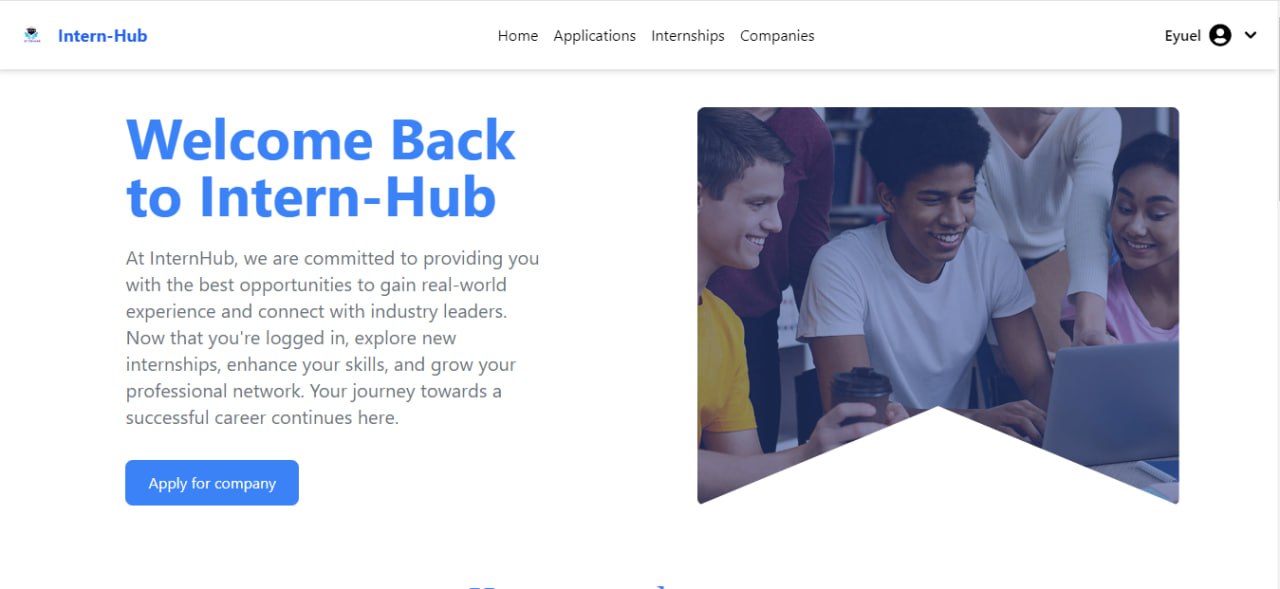 Intern-Hub
Home Applications Internships Companies
Eyuel
Welcome Back
to Intern-Hub
At InternHub, we are committed to providing you
with the best opportunities to gain real-world
experience and connect with industry leaders.
Now that you're logged in, explore new
internships, enhance your skills, and grow your
professional network. Your journey towards a
successful career continues here.
Apply for company